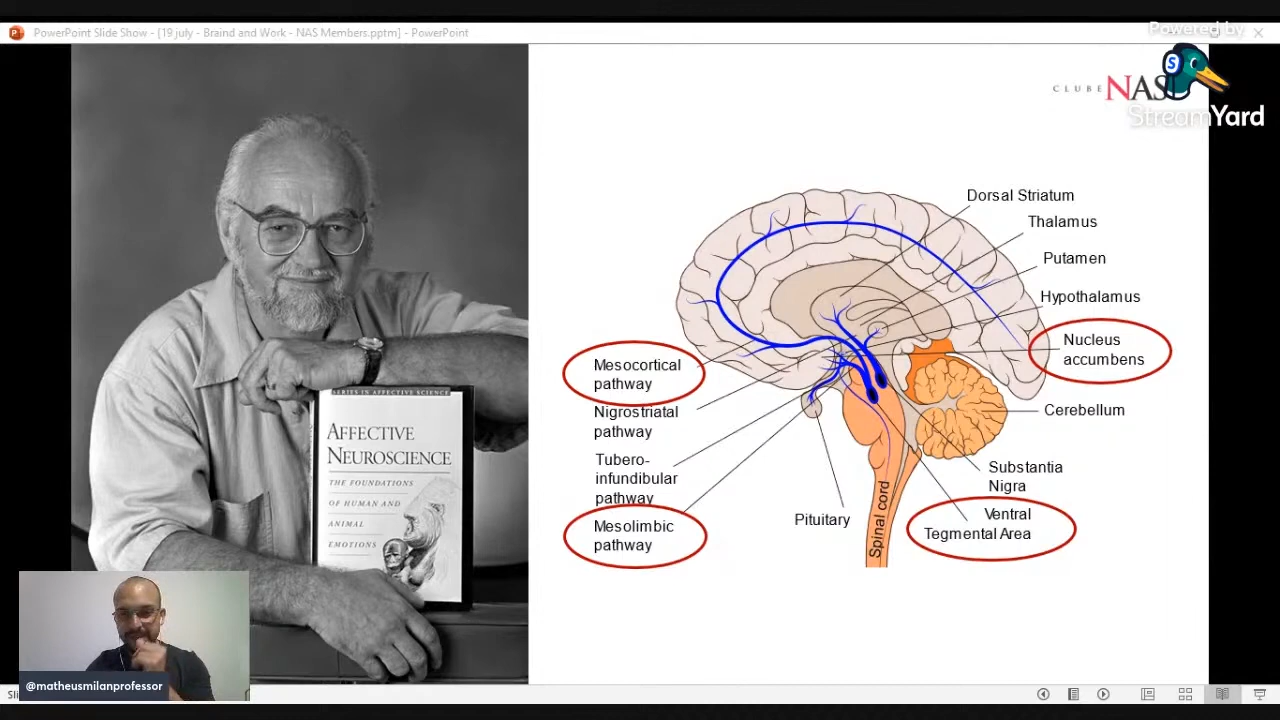 PowerPoint Slide Show - [19 july - Braind and Work - NAS Members.pptm] - PowerPoint
Powered by
StreamYard
CLUBE NAS
SERIES IN AFFECTIVE SCIENCE
AFFECTIVE
NEUROSCIENCE
THE FOUNDATIONS
OF HUMAN AND
ANIMAL
EMOTIONS
Dorsal Striatum
Thalamus
Putamen
Hypothalamus
Nucleus
accumbens
Cerebellum
Substantia
Nigra
Ventral
Tegmental Area
Spinal cord
Pituitary
Mesocortical
pathway
Nigrostriatal
pathway
Tubero-
infundibular
pathway
Mesolimbic
pathway
@matheusmilanprofessor